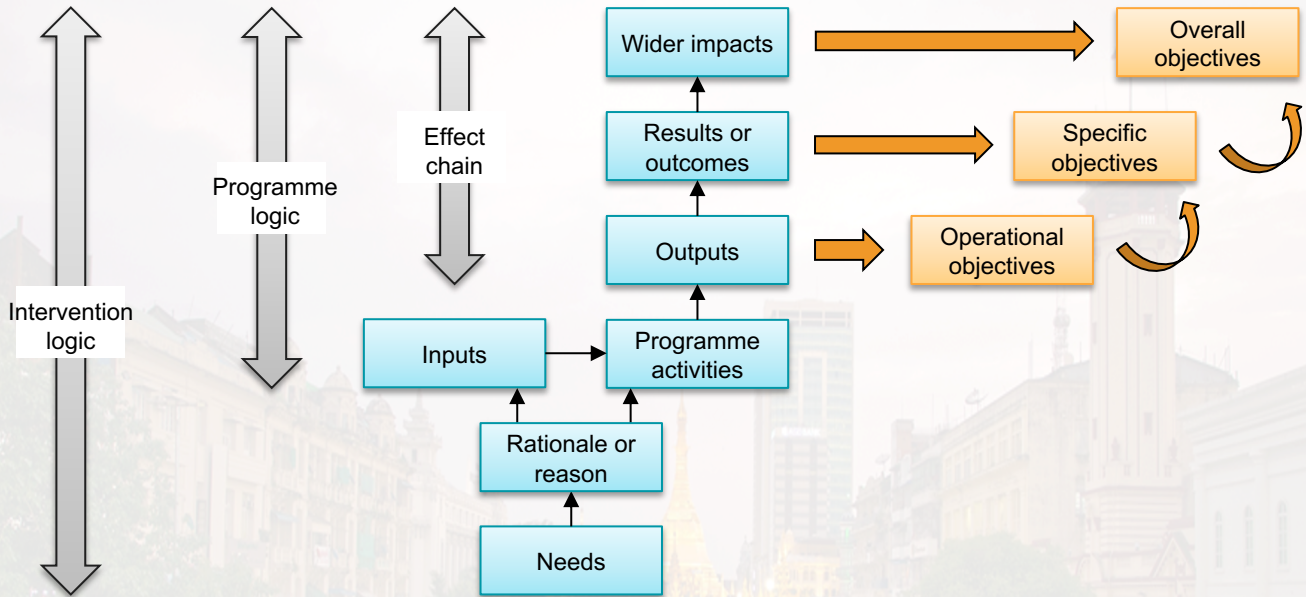 Wider impacts
Overall
objectives
Effect
chain
Results or
outcomes
Specific
objectives
Programme
logic
Outputs
Operational
objectives
Intervention
logic
Inputs
Programme
activities
Rationale or
reason
Needs